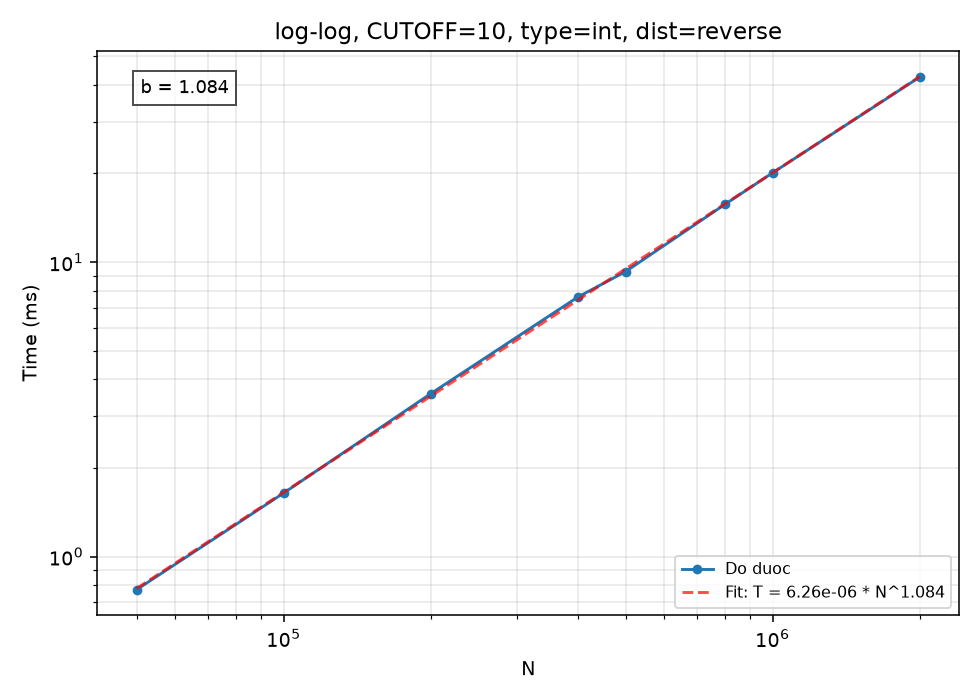 log-log, CUTOFF=10, type=int, dist=reverse
b = 1.084
Time (ms)
10^1
10^0
Do duoc
Fit: T = 6.26e-06 * N^1.084
10^5
10^6
N